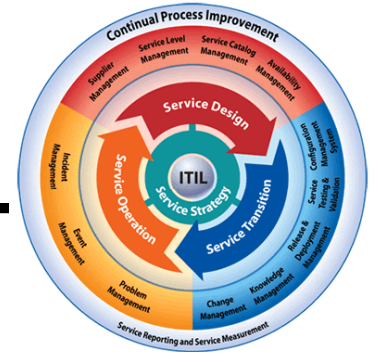 Continual Process Improvement
Supplier
Management
Service Level
Management
Service Catalog
Management
Availability
Management
System
Configuration
Management
Service
Testing &
Validation
Release &
Deployment
Management
Knowledge
Management
Change
Management
Problem
Management
Event
Management
Incident
Management
Service Design
Service Transition
Service Operation
ITIL
Service Strategy
Service Reporting and Service Measurement